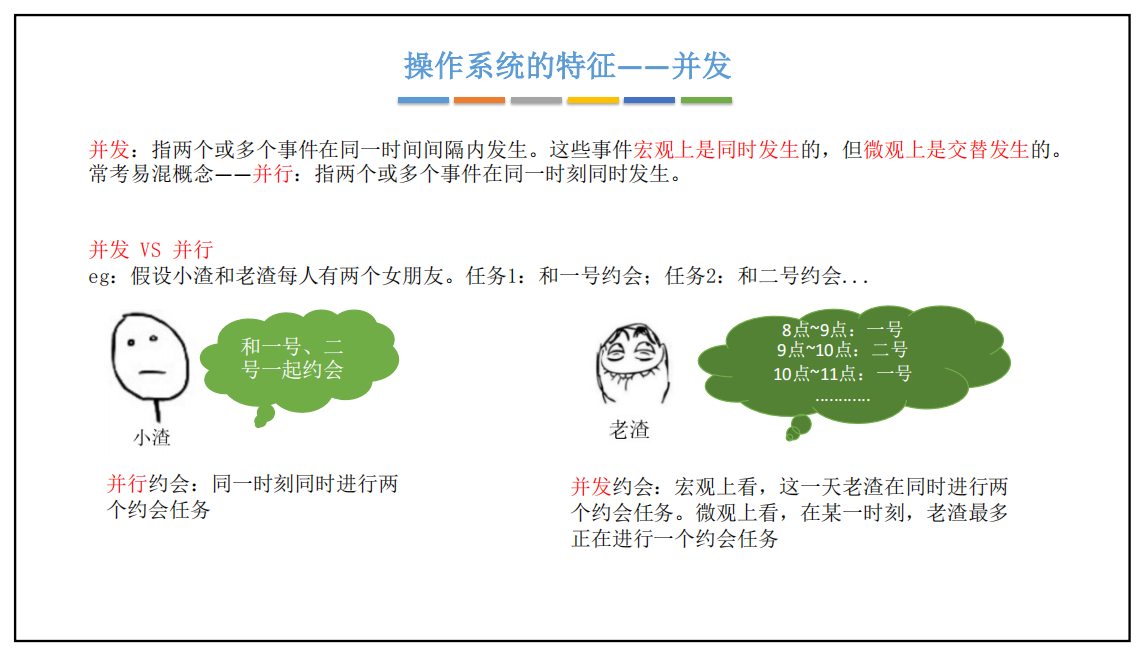 操作系统的特征——并发
并发：指两个或多个事件在同一时间间隔内发生。这些事件宏观上是同时发生的，但微观上是交替发生的。
常考易混概念——并行：指两个或多个事件在同一时刻同时发生。
并发 VS 并行
eg：假设小渣和老渣每人有两个女朋友。任务1：和一号约会；任务2：和二号约会...
和一号、二
号一起约会
小渣
8点~9点：一号
9点~10点：二号
10点~11点：一号
…………
老渣
并行约会：同一时刻同时进行两
个约会任务
并发约会：宏观上看，这一天老渣在同时进行两
个约会任务。微观上看，在某一时刻，老渣最多
正在进行一个约会任务